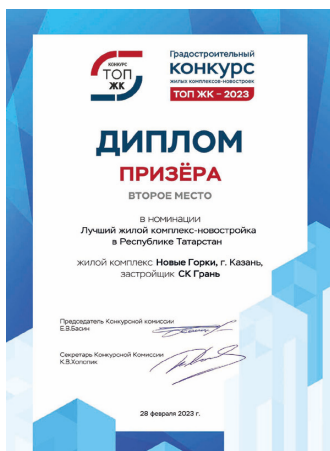 КОНКУРС
ТОП
ЖК
Градостроительный
КОНКУРС
жилых комплексов-новостроек
ТОП ЖК – 2023
ДИПЛОМ
ПРИЗЁРА
ВТОРОЕ МЕСТО
в номинации
Лучший жилой комплекс-новостройка
в Республике Татарстан
жилой комплекс Новые Горки, г. Казань,
застройщик СК Грань
Председатель Конкурсной комиссии
Е.В.Басин
Секретарь Конкурсной Комиссии
К.В.Холопик
28 февраля 2023 г.